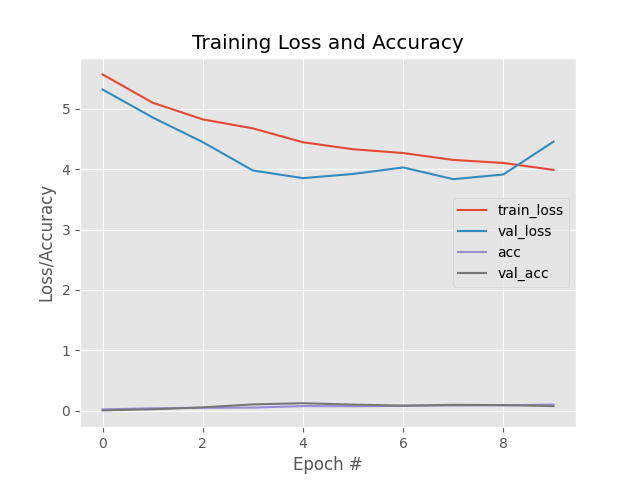 Training Loss and Accuracy
Loss/Accuracy
5
4
3
2
1
0
train_loss
val_loss
acc
val_acc
0 2 4 6 8
Epoch #